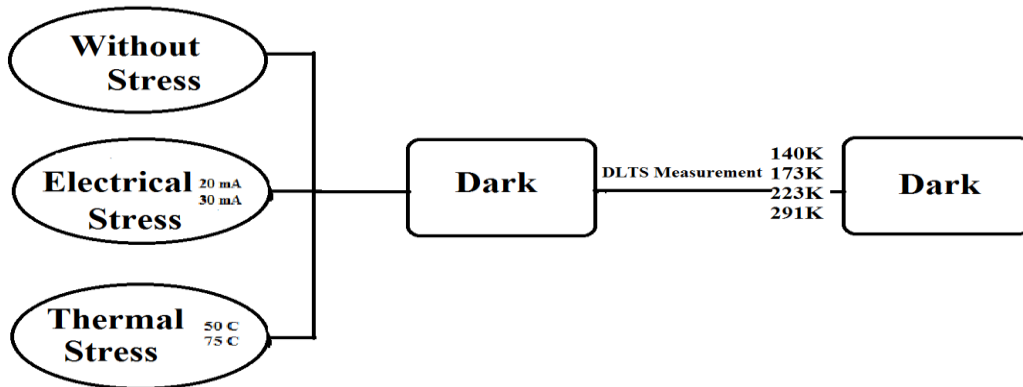 Without
Stress
Electrical
Stress
20 mA
30 mA
Thermal
Stress
50 C
75 C
Dark
DLTS Measurement
140K
173K
223K
291K
Dark